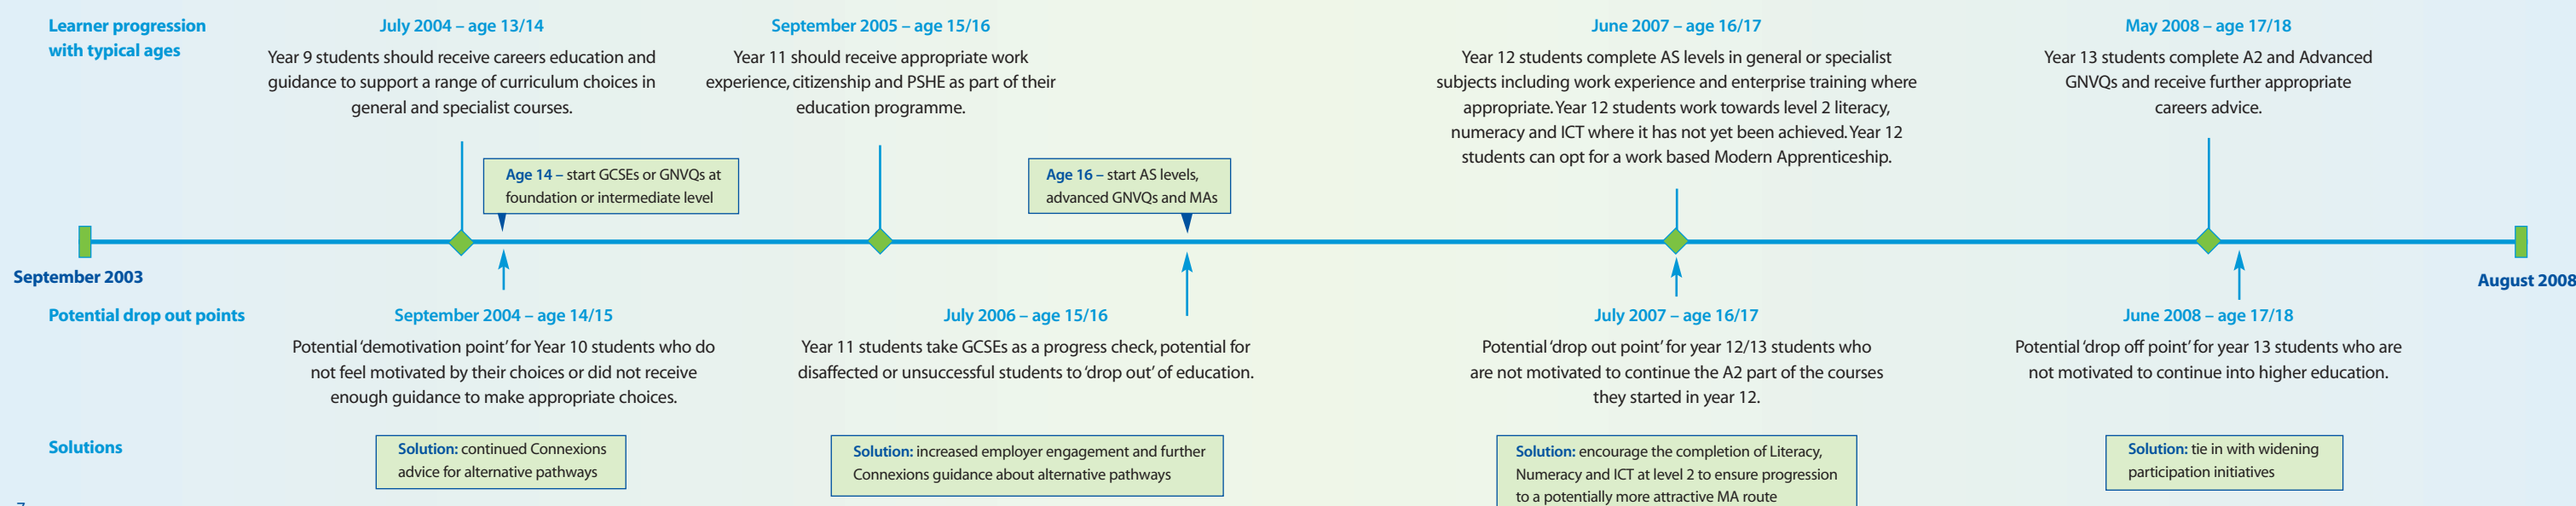 Learner progression
with typical ages
July 2004 – age 13/14
Year 9 students should receive careers education and
guidance to support a range of curriculum choices in
general and specialist courses.
September 2005 – age 15/16
Year 11 should receive appropriate work
experience, citizenship and PSHE as part of their
education programme.
June 2007 – age 16/17
Year 12 students complete AS levels in general or specialist
subjects including work experience and enterprise training where
appropriate. Year 12 students work towards level 2 literacy,
numeracy and ICT where it has not yet been achieved. Year 12
students can opt for a work based Modern Apprenticeship.
May 2008 – age 17/18
Year 13 students complete A2 and Advanced
GNVQs and receive further appropriate
careers advice.
Age 14 – start GCSEs or GNVQs at
foundation or intermediate level
Age 16 – start AS levels,
advanced GNVQs and MAs
September 2003
August 2008
Potential drop out points
September 2004 – age 14/15
Potential ‘demotivation point’ for Year 10 students who do
not feel motivated by their choices or did not receive
enough guidance to make appropriate choices.
July 2006 – age 15/16
Year 11 students take GCSEs as a progress check, potential for
disaffected or unsuccessful students to ‘drop out’ of education.
July 2007 – age 16/17
Potential ‘drop out point’ for year 12/13 students who
are not motivated to continue the A2 part of the courses
they started in year 12.
June 2008 – age 17/18
Potential ‘drop off point’ for year 13 students who are
not motivated to continue into higher education.
Solutions
Solution: continued Connexions
advice for alternative pathways
Solution: increased employer engagement and further
Connexions guidance about alternative pathways
Solution: encourage the completion of Literacy,
Numeracy and ICT at level 2 to ensure progression
to a potentially more attractive MA route
Solution: tie in with widening
participation initiatives